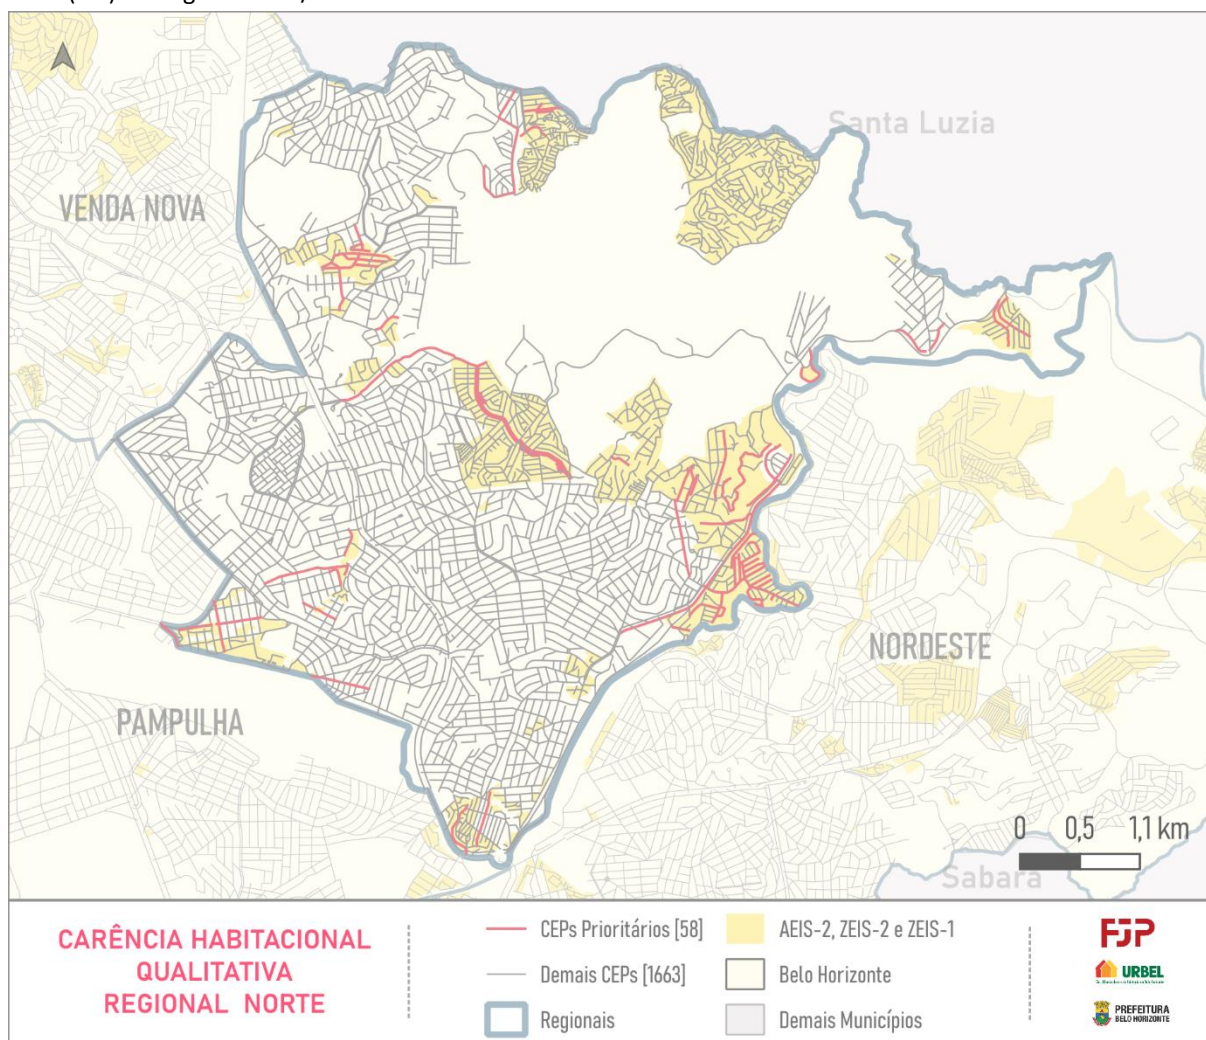 Santa Luzia
VENDA NOVA
NORDESTE
PAMPULHA
0 0,5 1,1 km
Sabará
CARÊNCIA HABITACIONAL
QUALITATIVA
REGIONAL NORTE
CEPs Prioritários [58]
Demais CEPs [1663]
Regionais
AEIS-2, ZEIS-2 e ZEIS-1
Belo Horizonte
Demais Municípios
FJP
URBEL
PREFEITURA
BELO HORIZONTE